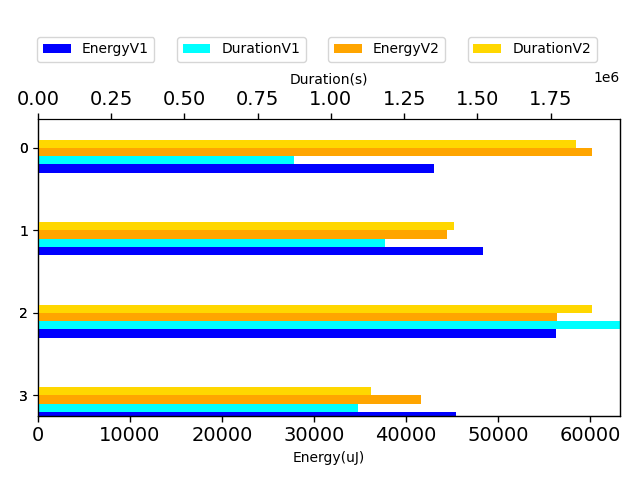 EnergyV1 DurationV1 EnergyV2 DurationV2
Duration(s)
1e6
0.00 0.25 0.50 0.75 1.00 1.25 1.50 1.75
0
1
2
3
0 10000 20000 30000 40000 50000 60000
Energy(uJ)